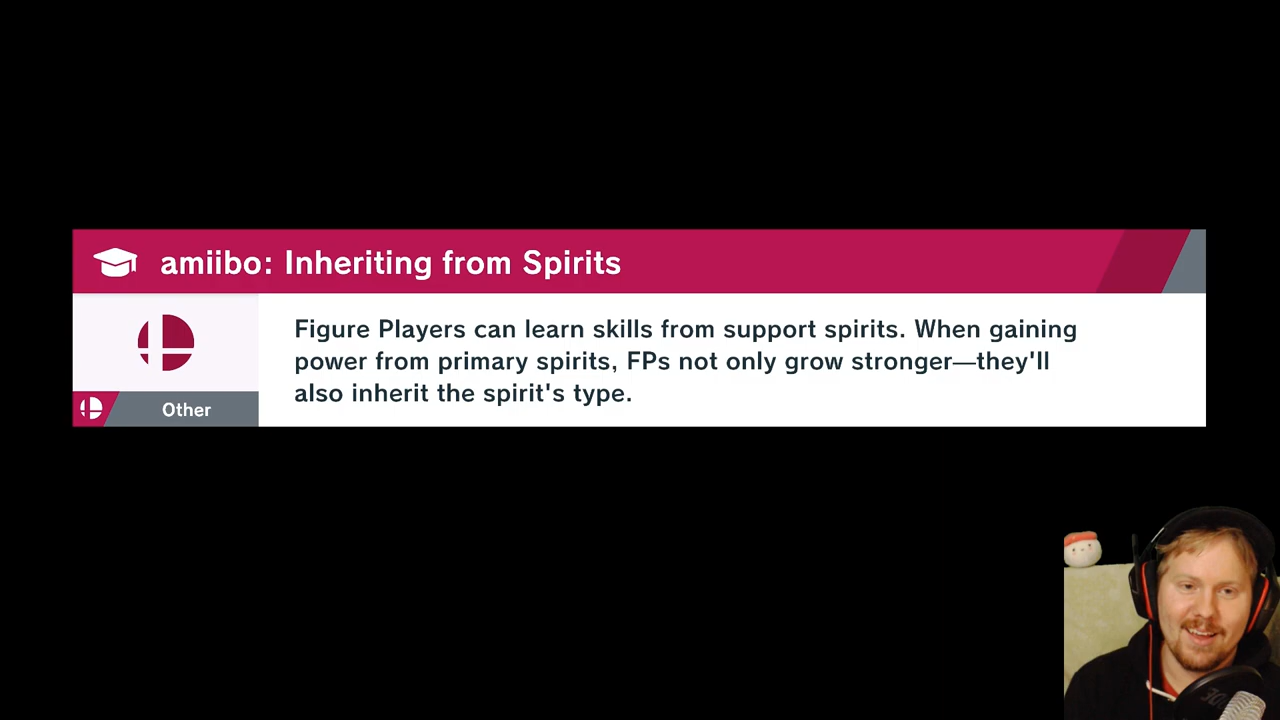 amiibo: Inheriting from Spirits
Figure Players can learn skills from support spirits. When gaining
power from primary spirits, FPs not only grow stronger—they'll
also inherit the spirit's type.
Other